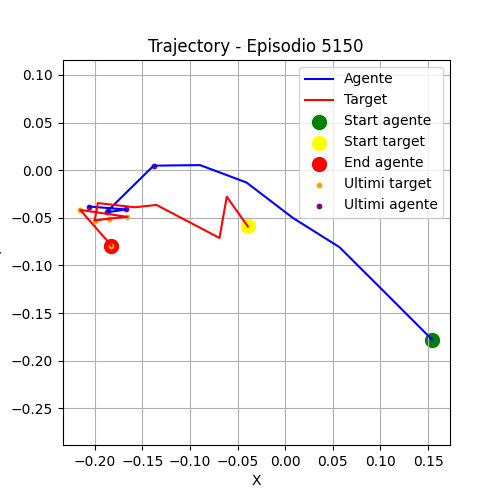 Trajectory - Episodio 5150
0.10
0.05
0.00
−0.05
−0.10
−0.15
−0.20
−0.25
Agente
Target
Start agente
Start target
End agente
Ultimi target
Ultimi agente
−0.20 −0.15 −0.10 −0.05 0.00 0.05 0.10 0.15
X